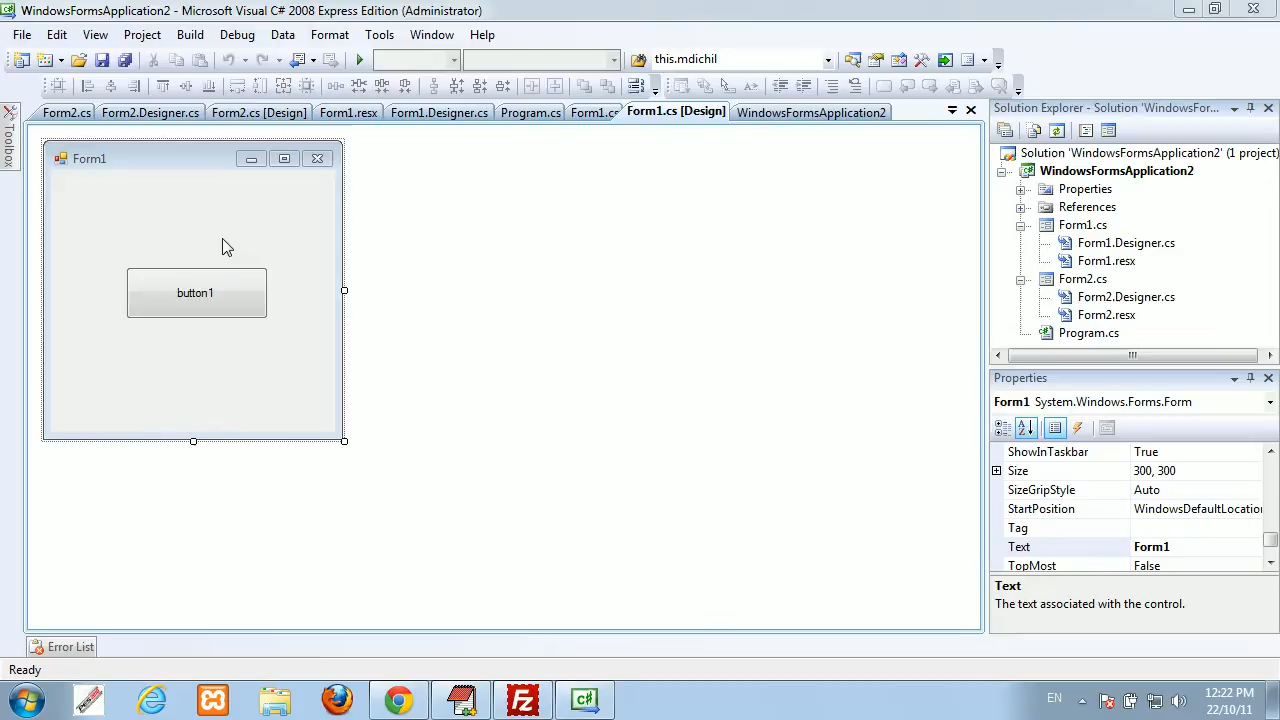 WindowsFormsApplication2 - Microsoft Visual C# 2008 Express Edition (Administrator)
File Edit View Project Build Debug Data Format Tools Window Help
this.mdichil
Form2.cs Form2.Designer.cs Form2.cs [Design] Form1.resx Form1.Designer.cs Program.cs Form1.cs Form1.cs [Design] WindowsFormsApplication2
Toolbox
Form1
button1
Solution Explorer - Solution 'WindowsFor...
Solution 'WindowsFormsApplication2' (1 project)
WindowsFormsApplication2
Properties
References
Form1.cs
Form1.Designer.cs
Form1.resx
Form2.cs
Form2.Designer.cs
Form2.resx
Program.cs
Properties
Form1 System.Windows.Forms.Form
ShowInTaskbar True
Size 300, 300
SizeGripStyle Auto
StartPosition WindowsDefaultLocation
Tag
Text Form1
TopMost False
Text
The text associated with the control.
Error List
Ready
EN
12:22 PM
22/10/11